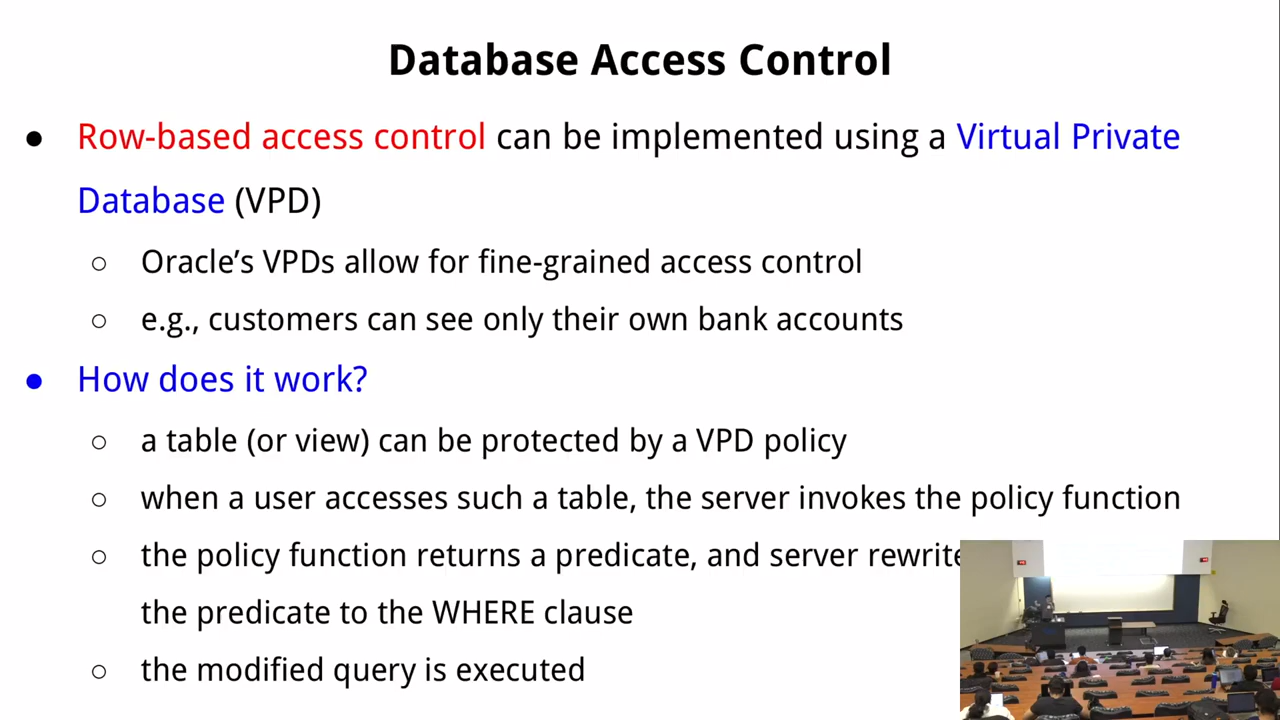 Database Access Control
● Row-based access control can be implemented using a Virtual Private
Database (VPD)
○ Oracle’s VPDs allow for fine-grained access control
○ e.g., customers can see only their own bank accounts
● How does it work?
○ a table (or view) can be protected by a VPD policy
○ when a user accesses such a table, the server invokes the policy function
○ the policy function returns a predicate, and server
the predicate to the WHERE clause
○ the modified query is executed